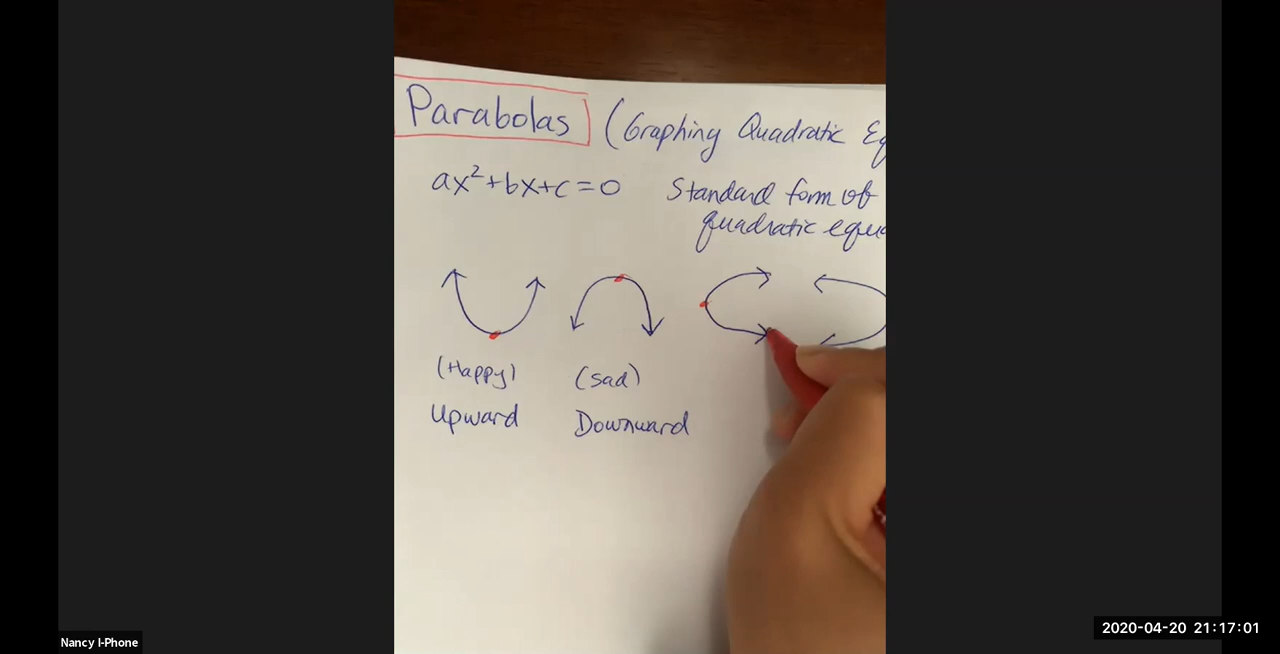 Parabolas (Graphing Quadratic
ax²+bx+c=0 Standard form of
quadratic
(Happy) (sad)
Upward Downward
Nancy I-Phone
2020-04-20 21:17:01